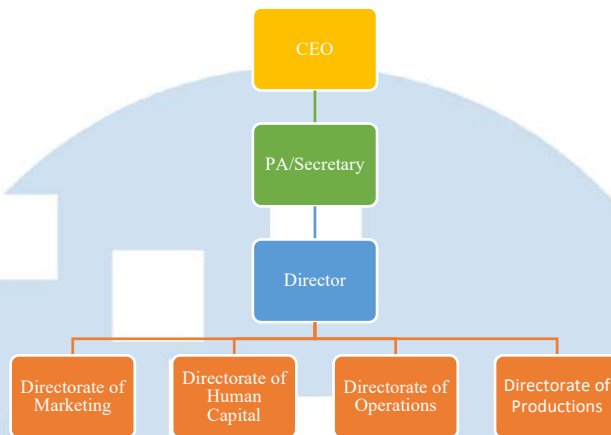 CEO
PA/Secretary
Director
Directorate of
Marketing
Directorate of
Human
Capital
Directorate of
Operations
Directorate of
Productions